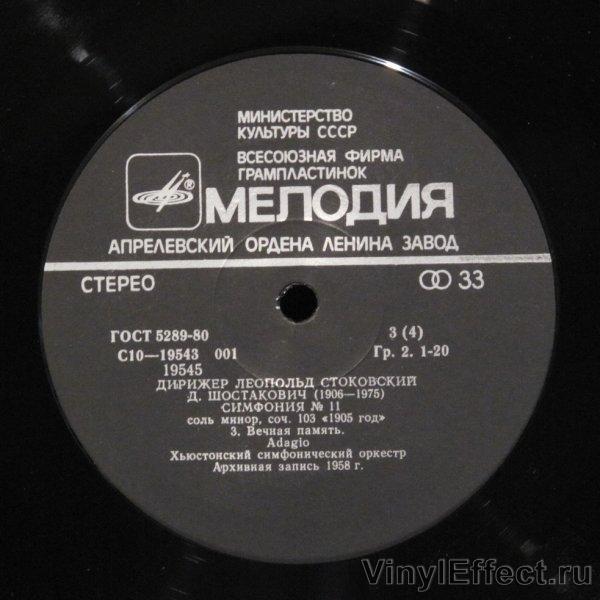 МИНИСТЕРСТВО
КУЛЬТУРЫ СССР
ВСЕСОЮЗНАЯ ФИРМА
ГРАМПЛАСТИНОК
®
МЕЛОДИЯ
АПРЕЛЕВСКИЙ ОРДЕНА ЛЕНИНА ЗАВОД
СТЕРЕО 33
ГОСТ 5289-80 3 (4)
С10—19543 001 Гр. 2. 1-20
19545
ДИРИЖЕР ЛЕОПОЛЬД СТОКОВСКИЙ
Д. ШОСТАКОВИЧ (1906—1975)
СИМФОНИЯ № 11
соль минор, соч. 103 «1905 год»
3. Вечная память.
Adagio
Хьюстонский симфонический оркестр
Архивная запись 1958 г.
VinylEffect.ru